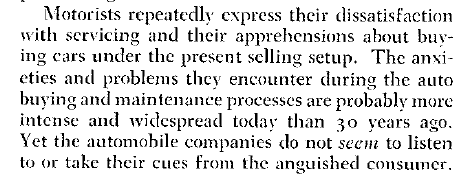 Motorists repeatedly express their dissatisfaction
with servicing and their apprehensions about buy-
ing cars under the present selling setup. The anxi-
eties and problems they encounter during the auto
buying and maintenance processes are probably more
intense and widespread today than 30 years ago.
Yet the automobile companies do not seem to listen
to or take their cues from the anguished consumer.